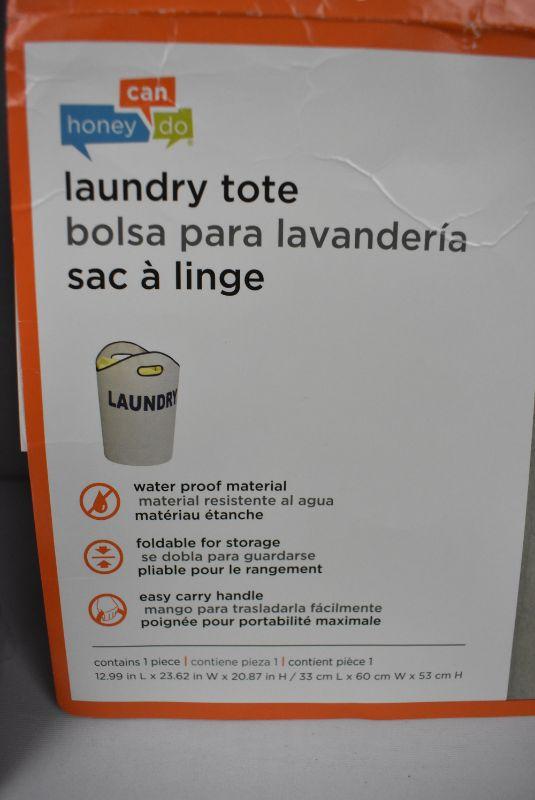 can
honey do
laundry tote
bolsa para lavandería
sac à linge
LAUNDRY
water proof material
material resistente al agua
matériau étanche
foldable for storage
se dobla para guardarse
pliable pour le rangement
easy carry handle
mango para trasladarla fácilmente
poignée pour portabilité maximale
contains 1 piece | contiene pieza 1 | contient pièce 1
12.99 in L x 23.62 in W x 20.87 in H / 33 cm L x 60 cm W x 53 cm H